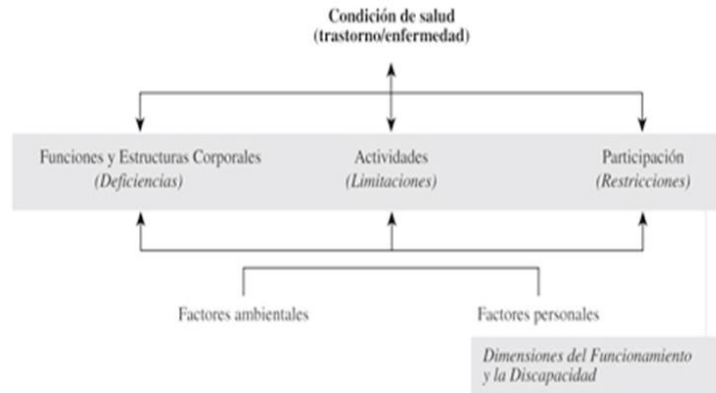 Condición de salud
(trastorno/enfermedad)
Funciones y Estructuras Corporales
(Deficiencias)
Actividades
(Limitaciones)
Participación
(Restricciones)
Factores ambientales
Factores personales
Dimensiones del Funcionamiento
y la Discapacidad